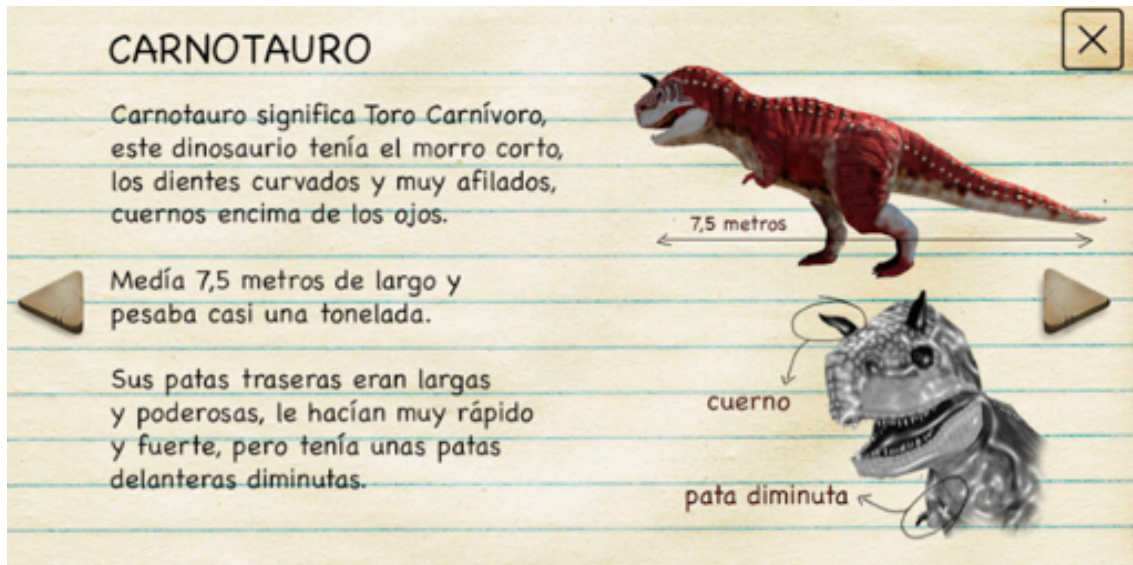 CARNOTAURO
Carnotauro significa Toro Carnívoro,
este dinosaurio tenía el morro corto,
los dientes curvados y muy afilados,
cuernos encima de los ojos.
Medía 7,5 metros de largo y
pesaba casi una tonelada.
Sus patas traseras eran largas
y poderosas, le hacían muy rápido
y fuerte, pero tenía unas patas
delanteras diminutas.
7,5 metros
cuerno
pata diminuta